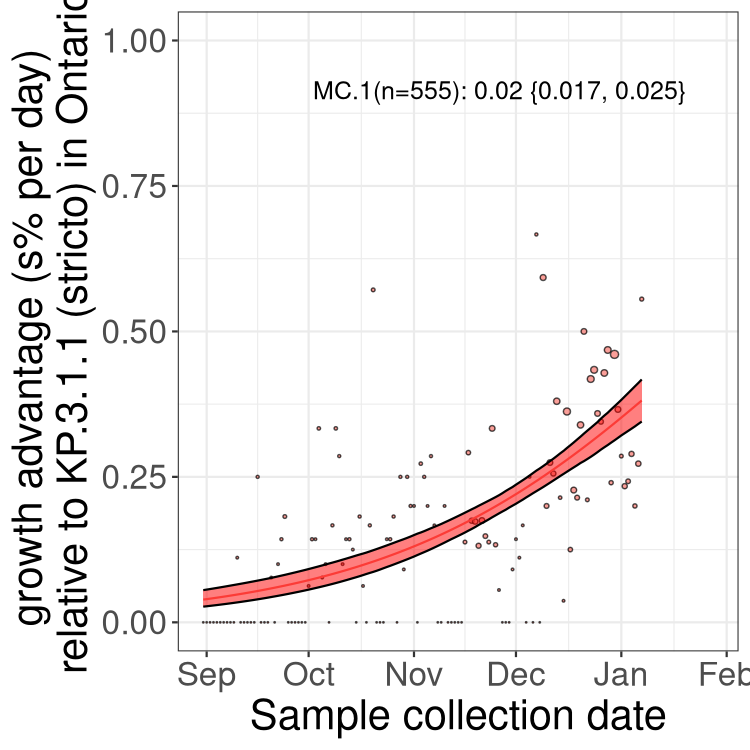 growth advantage (s% per day)
relative to KP.3.1.1 (stricto) in Ontario
1.00
0.75
0.50
0.25
0.00
MC.1(n=555): 0.02 {0.017, 0.025}
Sep Oct Nov Dec Jan Feb
Sample collection date